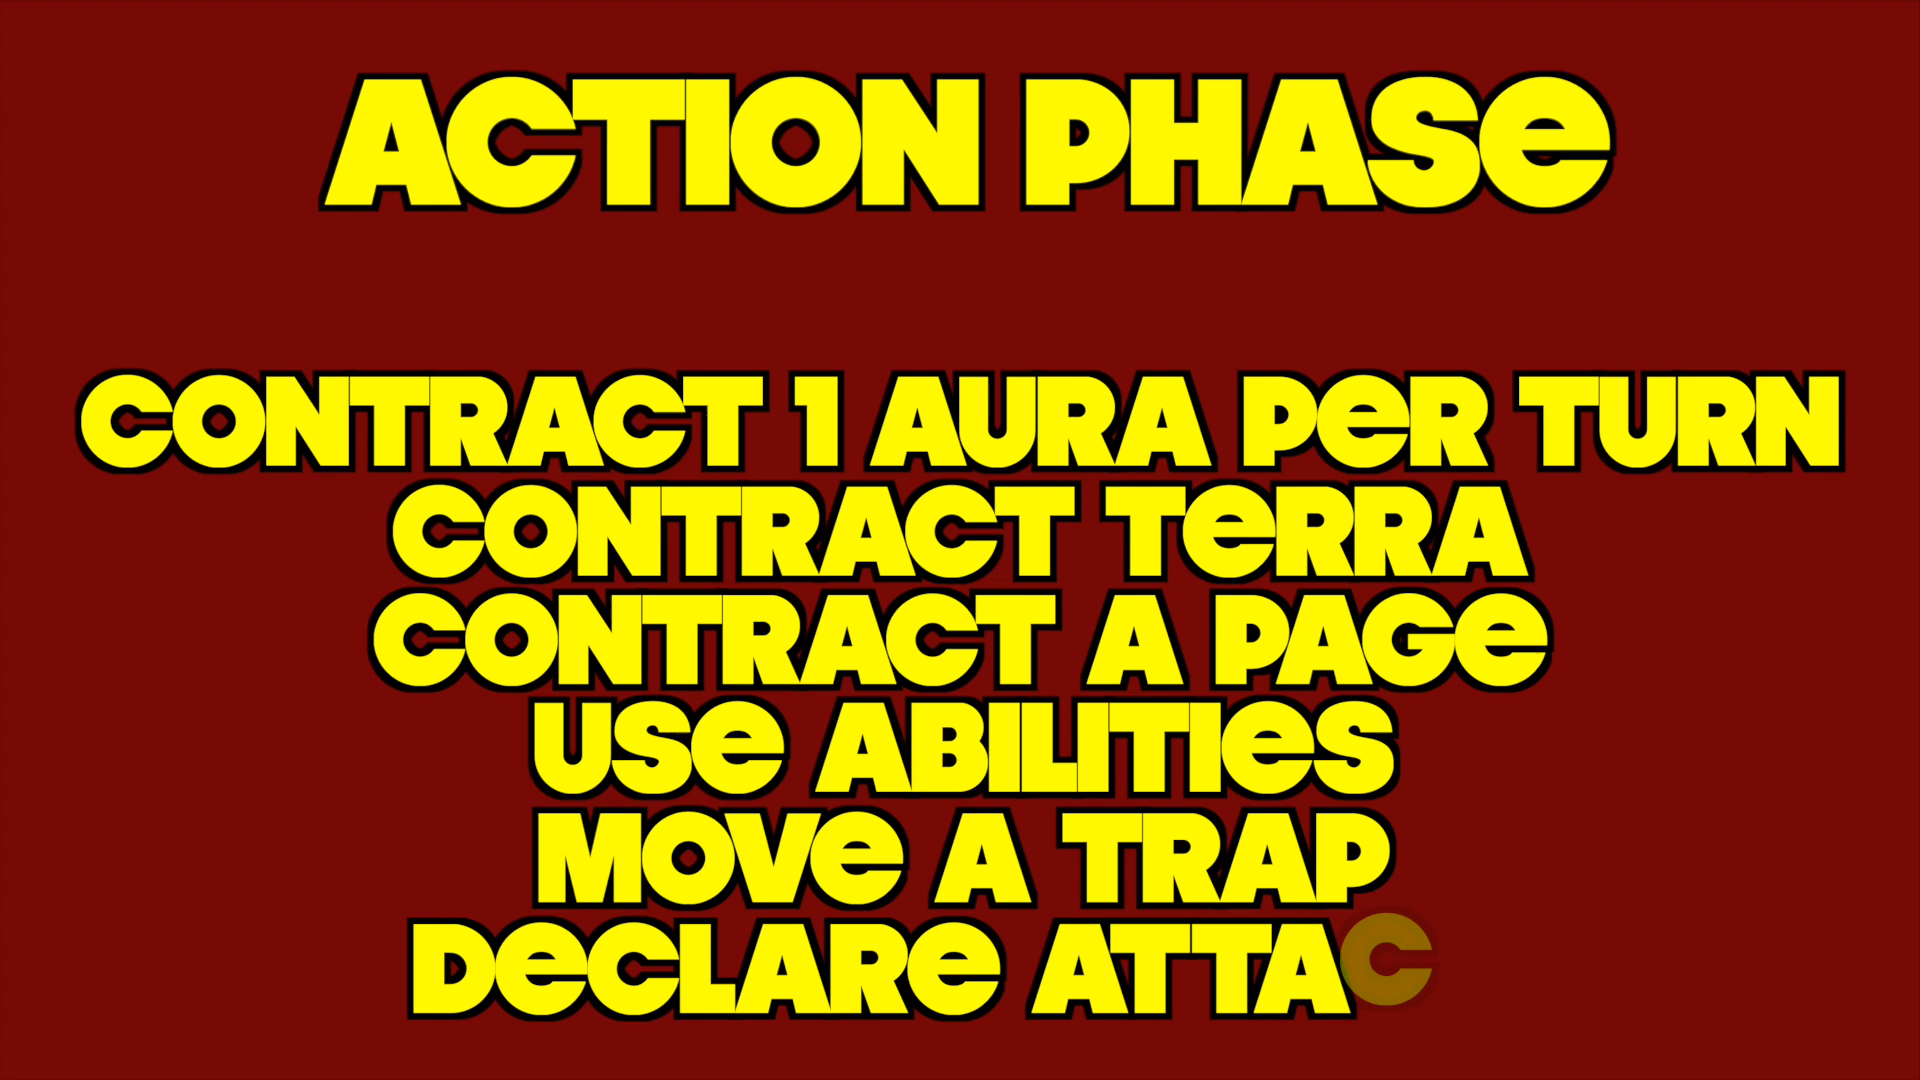 ACTION PHASE
CONTRACT 1 AURA PER TURN
CONTRACT TERRA
CONTRACT A PAGE
USE ABILITIES
MOVE A TRAP
DECLARE ATTAC